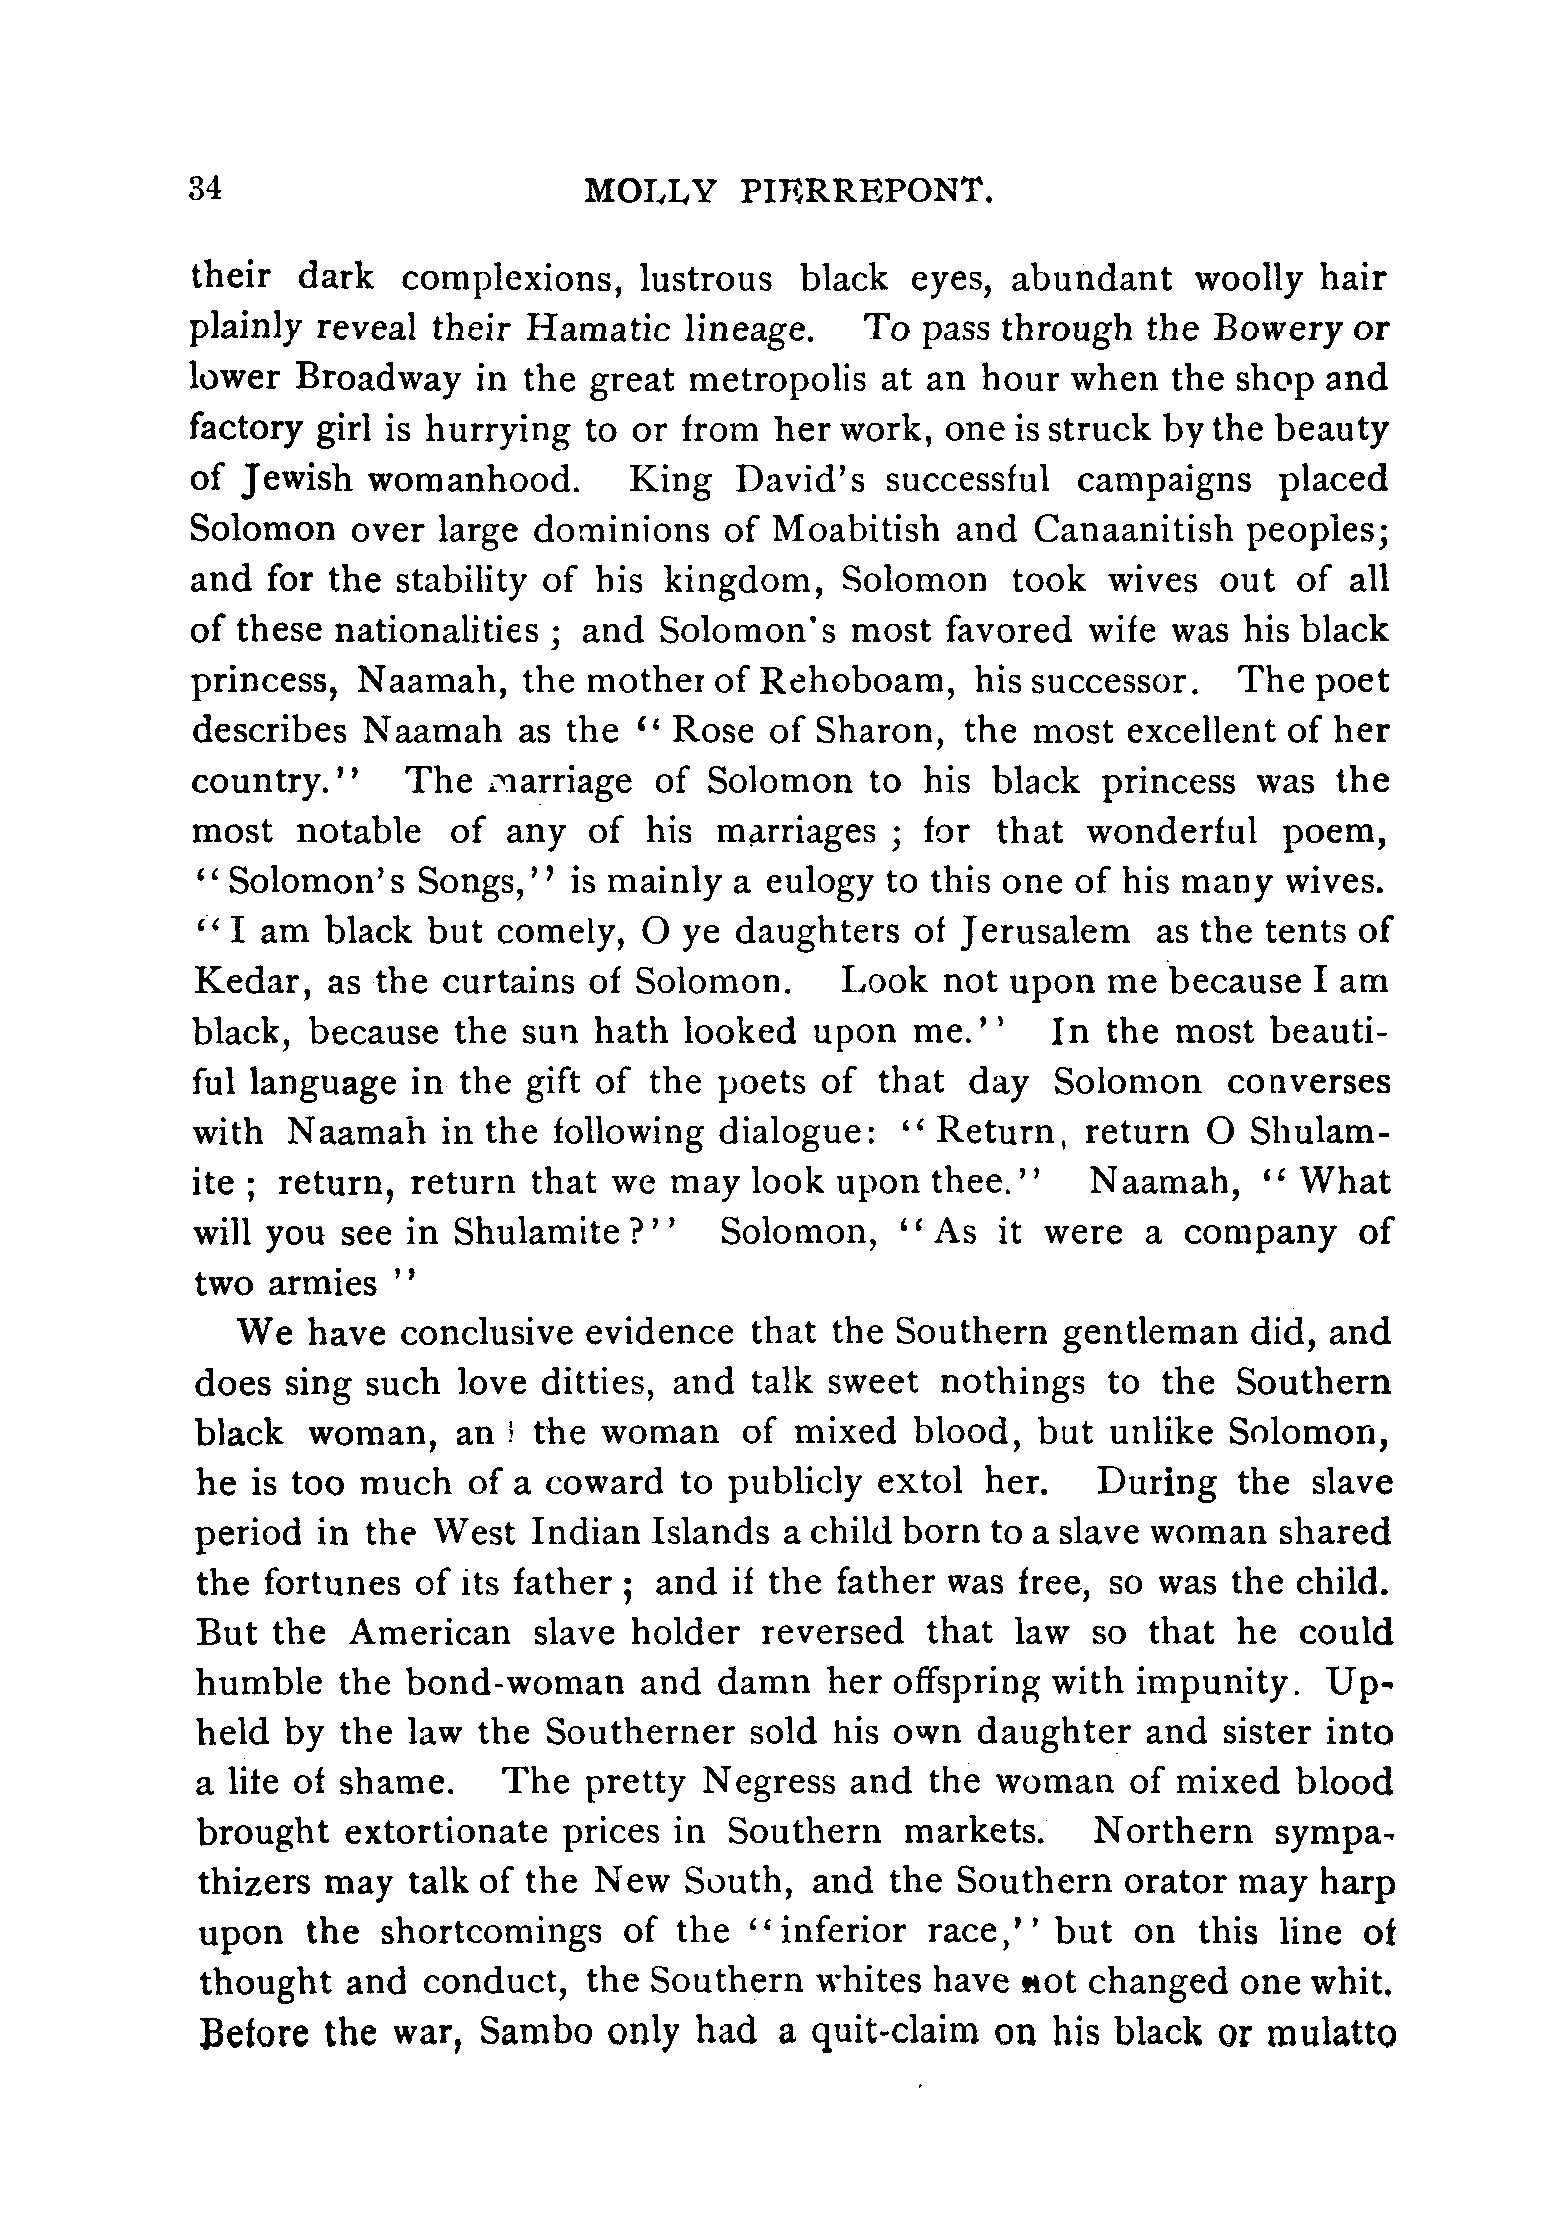 34 MOLLY PIERREPONT.
their dark complexions, lustrous black eyes, abundant woolly hair
plainly reveal their Hamatic lineage. To pass through the Bowery or
lower Broadway in the great metropolis at an hour when the shop and
factory girl is hurrying to or from her work, one is struck by the beauty
of Jewish womanhood. King David's successful campaigns placed
Solomon over large dominions of Moabitish and Canaanitish peoples;
and for the stability of his kingdom, Solomon took wives out of all
of these nationalities ; and Solomon's most favored wife was his black
princess, Naamah, the mother of Rehoboam, his successor. The poet
describes Naamah as the “ Rose of Sharon, the most excellent of her
country.” The marriage of Solomon to his black princess was the
most notable of any of his marriages ; for that wonderful poem,
“ Solomon's Songs,” is mainly a eulogy to this one of his many wives.
“ I am black but comely, O ye daughters of Jerusalem as the tents of
Kedar, as the curtains of Solomon. Look not upon me because I am
black, because the sun hath looked upon me.” In the most beauti-
ful language in the gift of the poets of that day Solomon converses
with Naamah in the following dialogue: “ Return, return O Shulam-
ite ; return, return that we may look upon thee.” Naamah, “ What
will you see in Shulamite ?” Solomon, “ As it were a company of
two armies ”
We have conclusive evidence that the Southern gentleman did, and
does sing such love ditties, and talk sweet nothings to the Southern
black woman, and the woman of mixed blood, but unlike Solomon,
he is too much of a coward to publicly extol her. During the slave
period in the West Indian Islands a child born to a slave woman shared
the fortunes of its father ; and if the father was free, so was the child.
But the American slave holder reversed that law so that he could
humble the bond-woman and damn her offspring with impunity. Up-
held by the law the Southerner sold his own daughter and sister into
a life of shame. The pretty Negress and the woman of mixed blood
brought extortionate prices in Southern markets. Northern sympa-
thizers may talk of the New South, and the Southern orator may harp
upon the shortcomings of the “ inferior race,” but on this line of
thought and conduct, the Southern whites have not changed one whit.
Before the war, Sambo only had a quit-claim on his black or mulatto